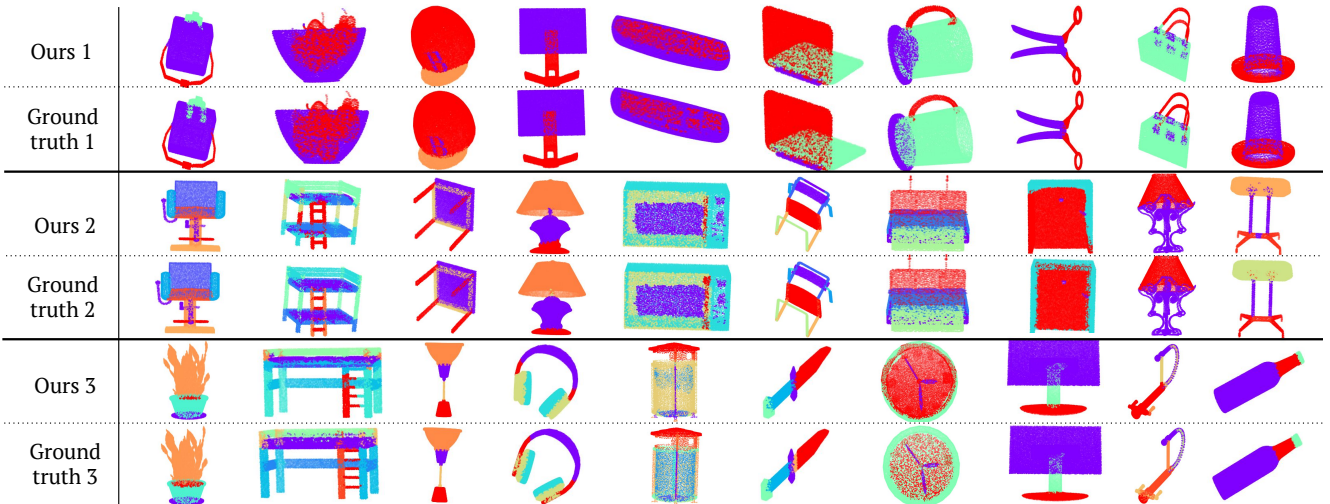 Ours 1
Ground
truth 1
Ours 2
Ground
truth 2
Ours 3
Ground
truth 3